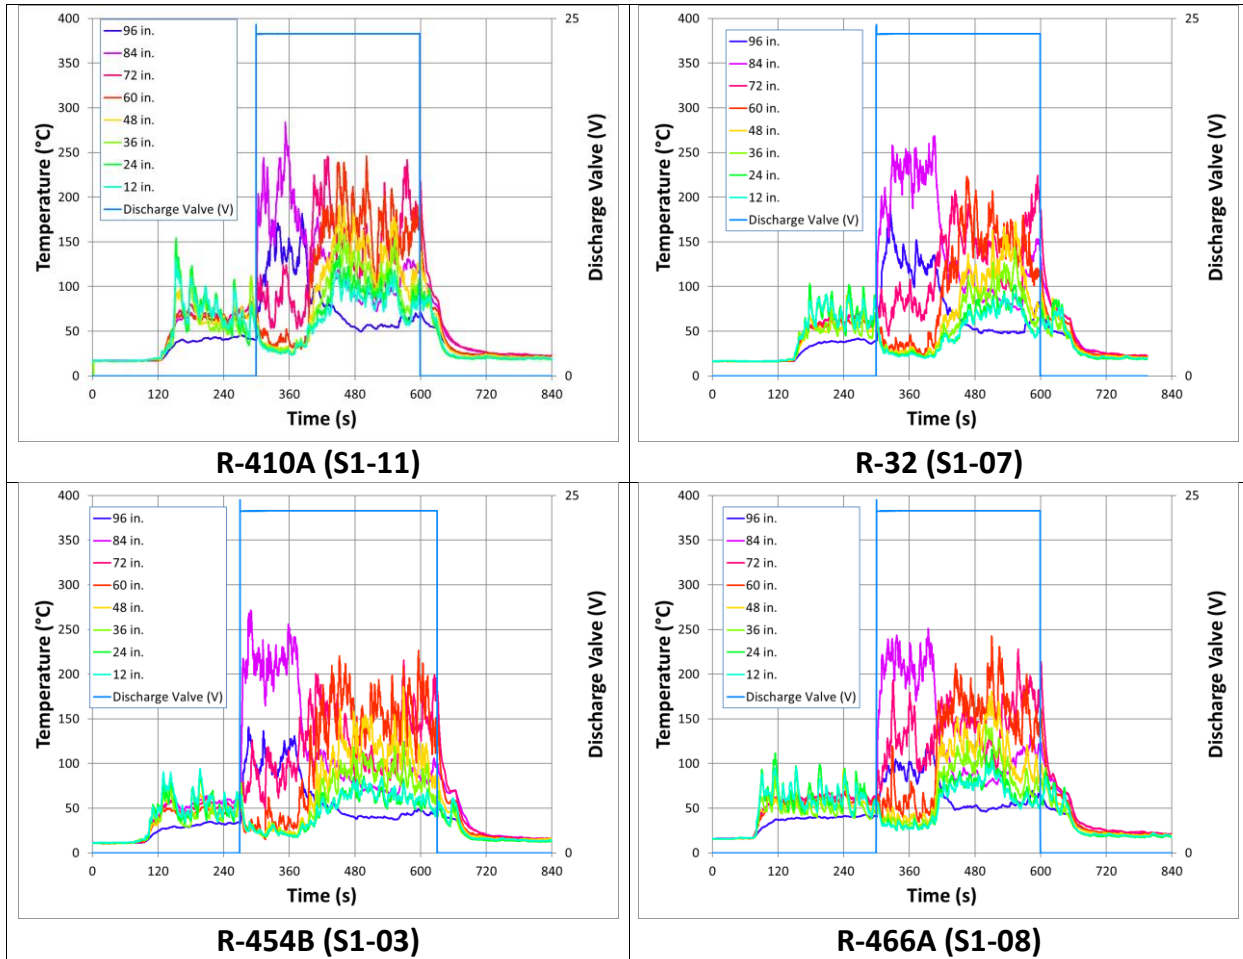 400
350
300
250
200
150
100
50
0
Temperature (°C)
96 in.
84 in.
72 in.
60 in.
48 in.
36 in.
24 in.
12 in.
Discharge Valve (V)
25
0
Discharge Valve (V)
0 120 240 360 480 600 720 840
Time (s)
R-410A (S1-11)
400
350
300
250
200
150
100
50
0
Temperature (°C)
96 in.
84 in.
72 in.
60 in.
48 in.
36 in.
24 in.
12 in.
Discharge Valve (V)
25
0
Discharge Valve (V)
0 120 240 360 480 600 720 840
Time (s)
R-32 (S1-07)
400
350
300
250
200
150
100
50
0
Temperature (°C)
96 in.
84 in.
72 in.
60 in.
48 in.
36 in.
24 in.
12 in.
Discharge Valve (V)
25
0
Discharge Valve (V)
0 120 240 360 480 600 720 840
Time (s)
R-454B (S1-03)
400
350
300
250
200
150
100
50
0
Temperature (°C)
96 in.
84 in.
72 in.
60 in.
48 in.
36 in.
24 in.
12 in.
Discharge Valve (V)
25
0
Discharge Valve (V)
0 120 240 360 480 600 720 840
Time (s)
R-466A (S1-08)